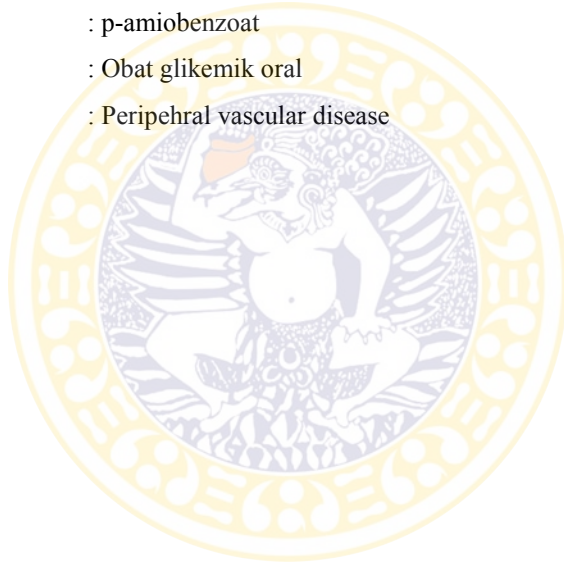 : p-amiobenzoat
: Obat glikemik oral
: Peripehral vascular disease